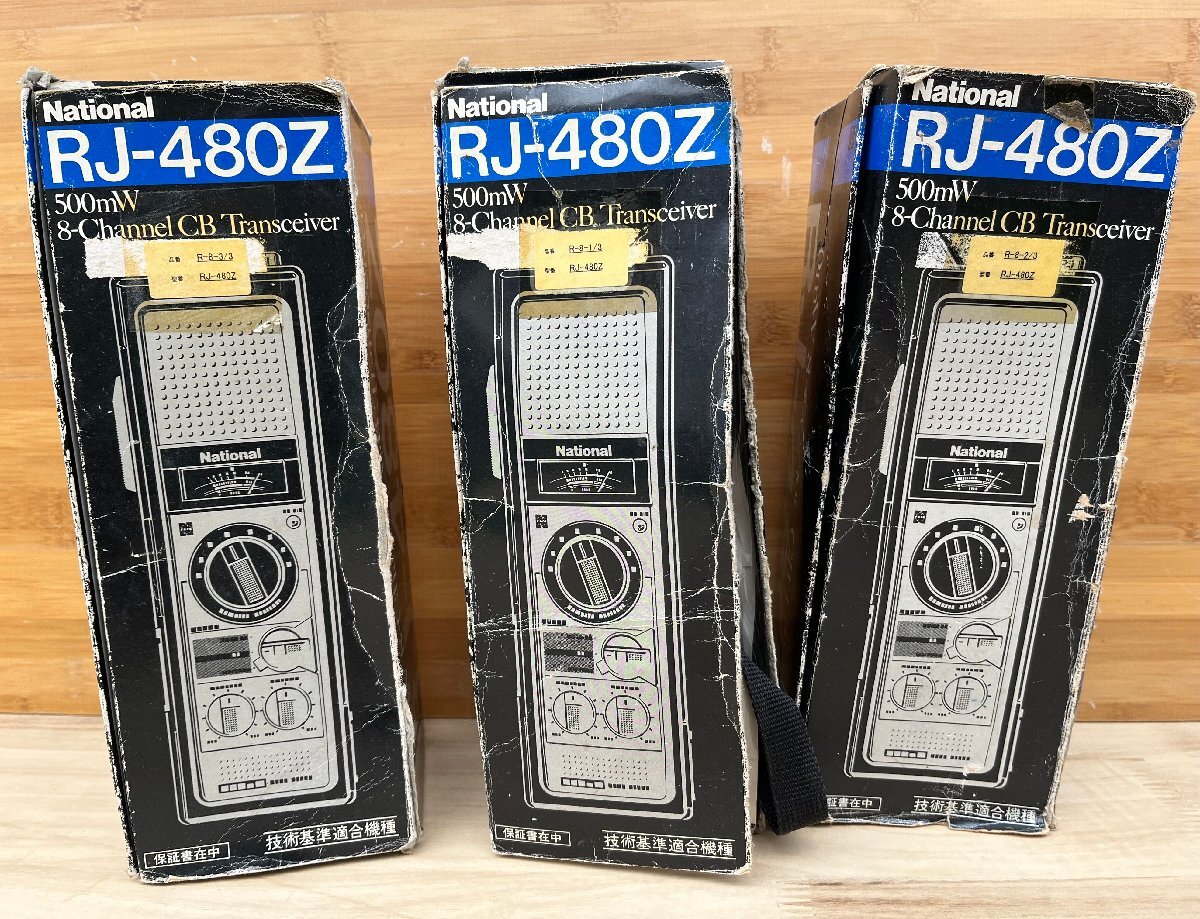 National
RJ-480Z
500mW
8-Channel CB Transceiver
品番 R-8-3/3
型番 RJ-480Z
National
保証書在中
技術基準適合機種
National
RJ-480Z
500mW
8-Channel CB Transceiver
品番 R-8-1/3
型番 RJ-480Z
National
保証書在中
技術基準適合機種
National
RJ-480Z
500mW
8-Channel CB Transceiver
品番 R-8-2/3
型番 RJ-480Z
National
証書在中
技術基準適合機種